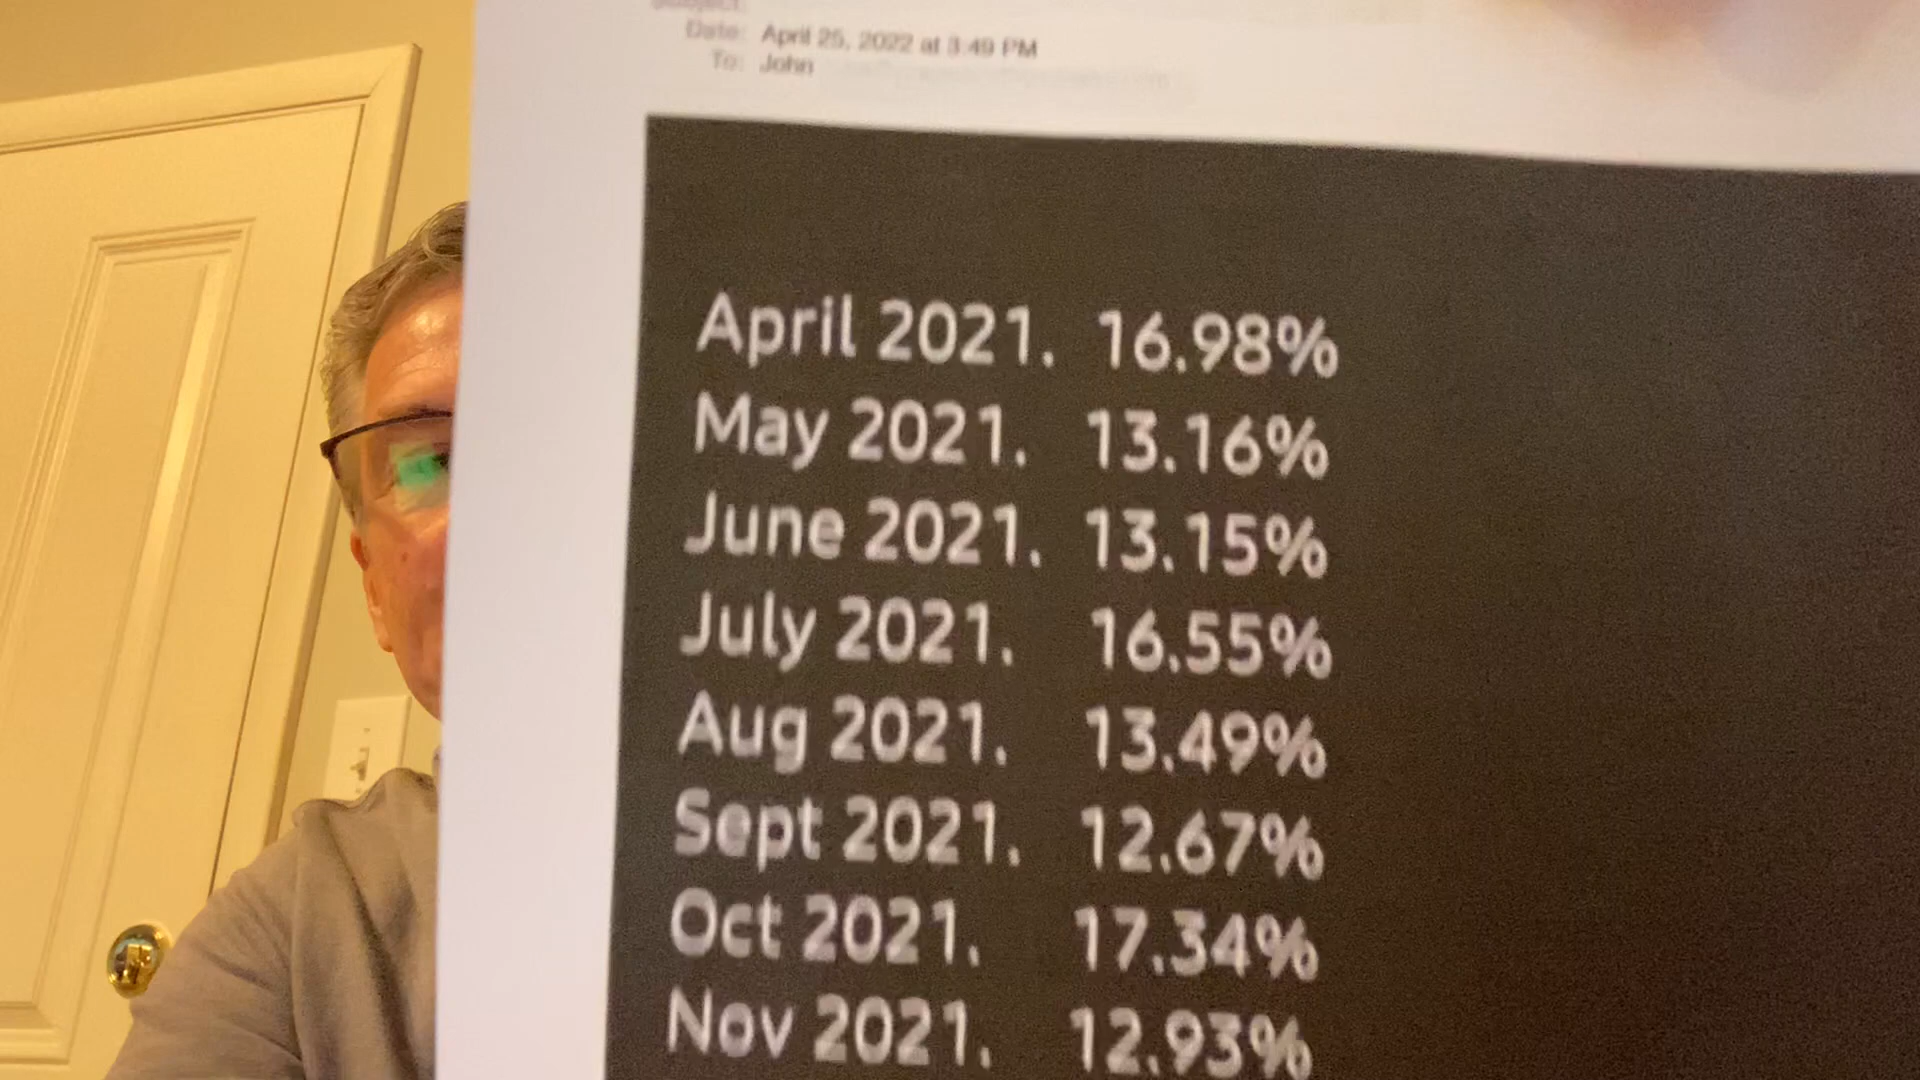 Subject:
Date: April 25, 2022 at 3:49 PM
To: John
April 2021. 16.98%
May 2021. 13.16%
June 2021. 13.15%
July 2021. 16.55%
Aug 2021. 13.49%
Sept 2021. 12.67%
Oct 2021. 17.34%
Nov 2021. 12.93%